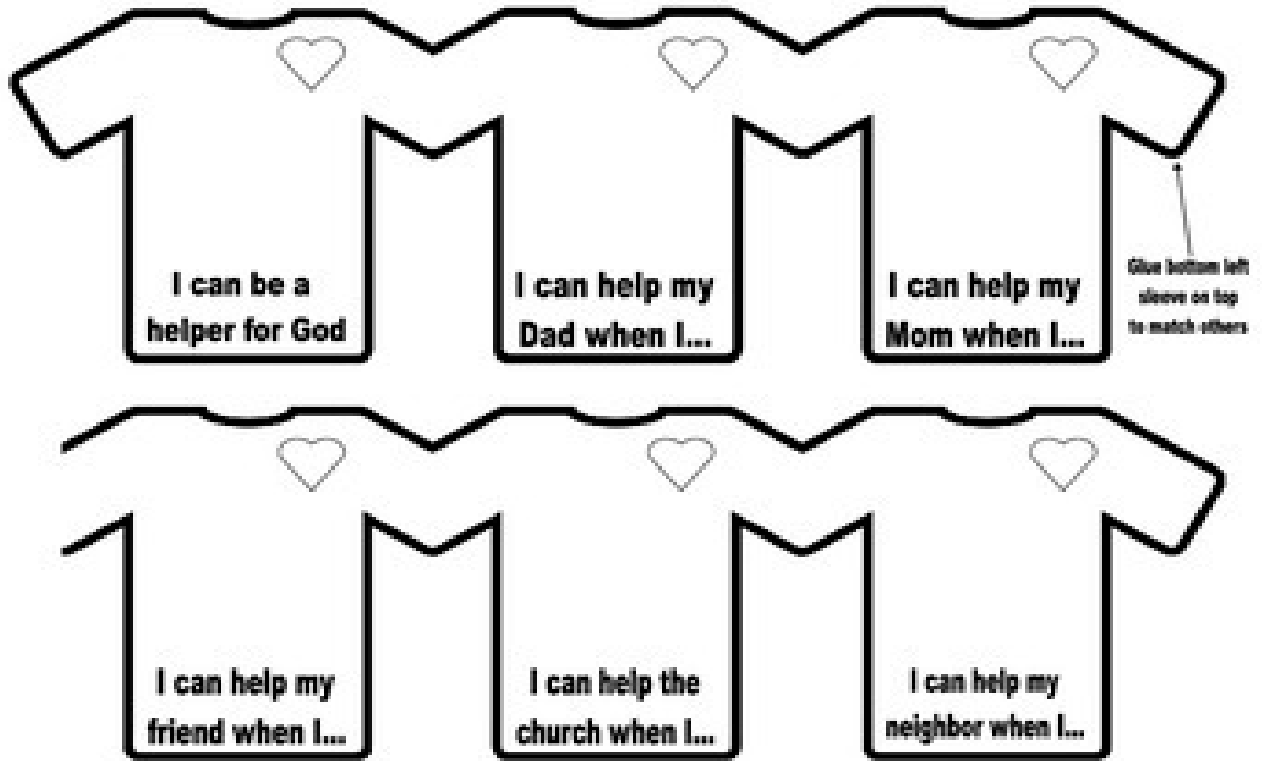 I can be a
helper for God
I can help my
Dad when I...
I can help my
Mom when I...
Glue bottom left
sleeve on top
to match others
I can help my
friend when I...
I can help the
church when I...
I can help my
neighbor when I...